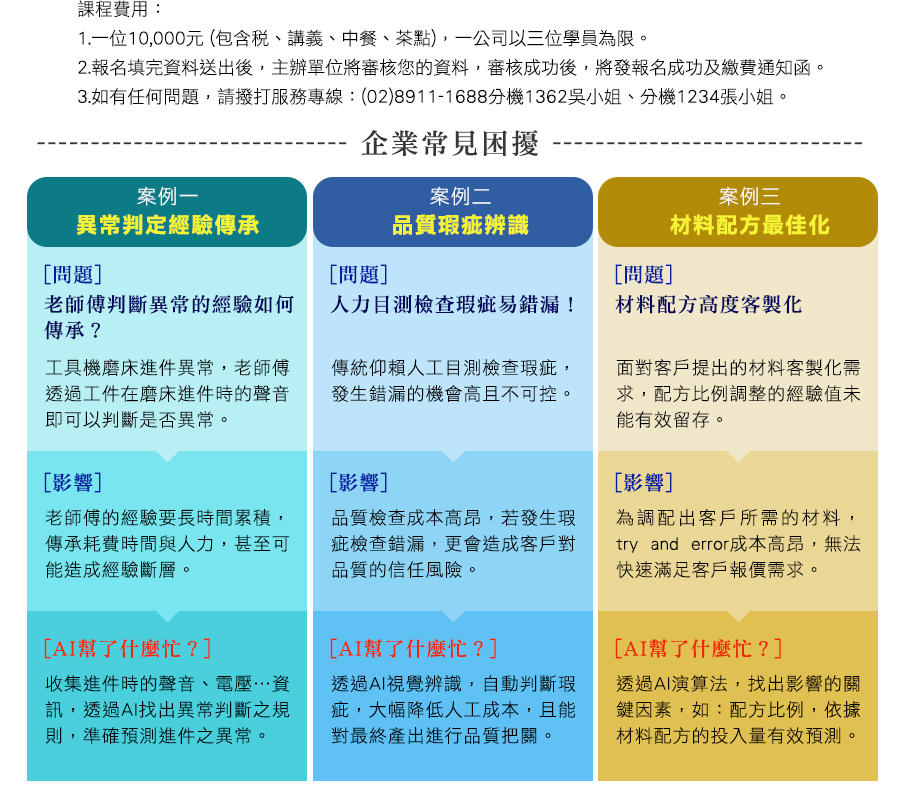 課程費用：
1.一位10,000元 (包含稅、講義、中餐、茶點)，一公司以三位學員為限。
2.報名填完資料送出後，主辦單位將審核您的資料，審核成功後，將發報名成功及繳費通知函。
3.如有任何問題，請撥打服務專線：(02)8911-1688分機1362吳小姐、分機1234張小姐。
企業常見困擾
案例一
異常判定經驗傳承
[問題]
老師傅判斷異常的經驗如何
傳承？
工具機磨床進件異常，老師傅
透過工件在磨床進件時的聲音
即可以判斷是否異常。
[影響]
老師傅的經驗要長時間累積，
傳承耗費時間與人力，甚至可
能造成經驗斷層。
[AI幫了什麼忙？]
收集進件時的聲音、電壓…資
訊，透過AI找出異常判斷之規
則，準確預測進件之異常。
案例二
品質瑕疵辨識
[問題]
人力目測檢查瑕疵易錯漏！
傳統仰賴人工目測檢查瑕疵，
發生錯漏的機會高且不可控。
[影響]
品質檢查成本高昂，若發生瑕
疵檢查錯漏，更會造成客戶對
品質的信任風險。
[AI幫了什麼忙？]
透過AI視覺辨識，自動判斷瑕
疵，大幅降低人工成本，且能
對最終產出進行品質把關。
案例三
材料配方最佳化
[問題]
材料配方高度客製化
面對客戶提出的材料客製化需
求，配方比例調整的經驗值未
能有效留存。
[影響]
為調配出客戶所需的材料，
try and error成本高昂，無法
快速滿足客戶報價需求。
[AI幫了什麼忙？]
透過AI演算法，找出影響的關
鍵因素，如：配方比例，依據
材料配方的投入量有效預測。